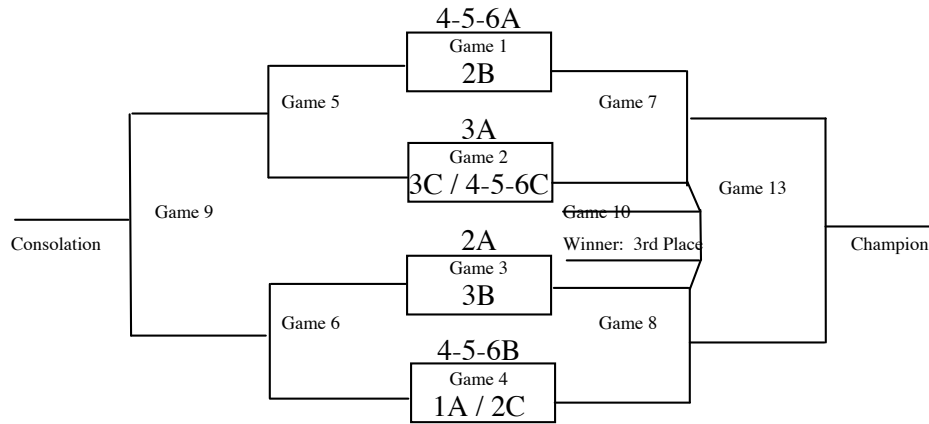 4-5-6A
Game 1
2B
Game 5
Game 7
3A
Game 2
3C / 4-5-6C
Game 13
Game 9
Game 10
Consolation
2A
Winner: 3rd Place
Champion
Game 3
3B
Game 6
Game 8
4-5-6B
Game 4
1A / 2C